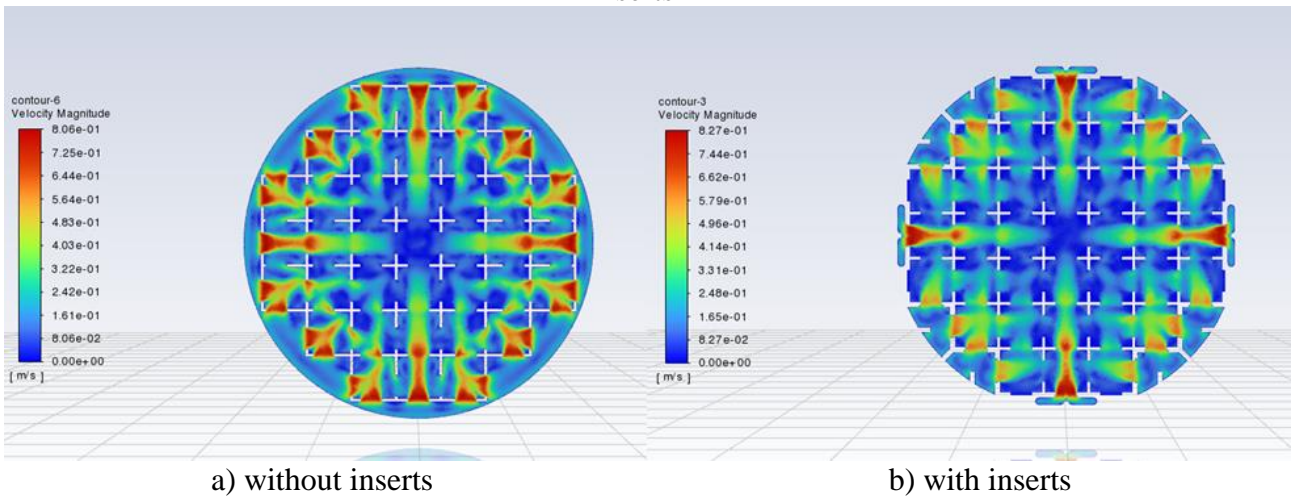 contour-6
Velocity Magnitude
8.06e-01
7.25e-01
6.44e-01
5.64e-01
4.83e-01
4.03e-01
3.22e-01
2.42e-01
1.61e-01
8.06e-02
0.00e+00
[ m/s ]
contour-3
Velocity Magnitude
8.27e-01
7.44e-01
6.62e-01
5.79e-01
4.96e-01
4.14e-01
3.31e-01
2.48e-01
1.65e-01
8.27e-02
0.00e+00
[ m/s ]
a) without inserts
b) with inserts